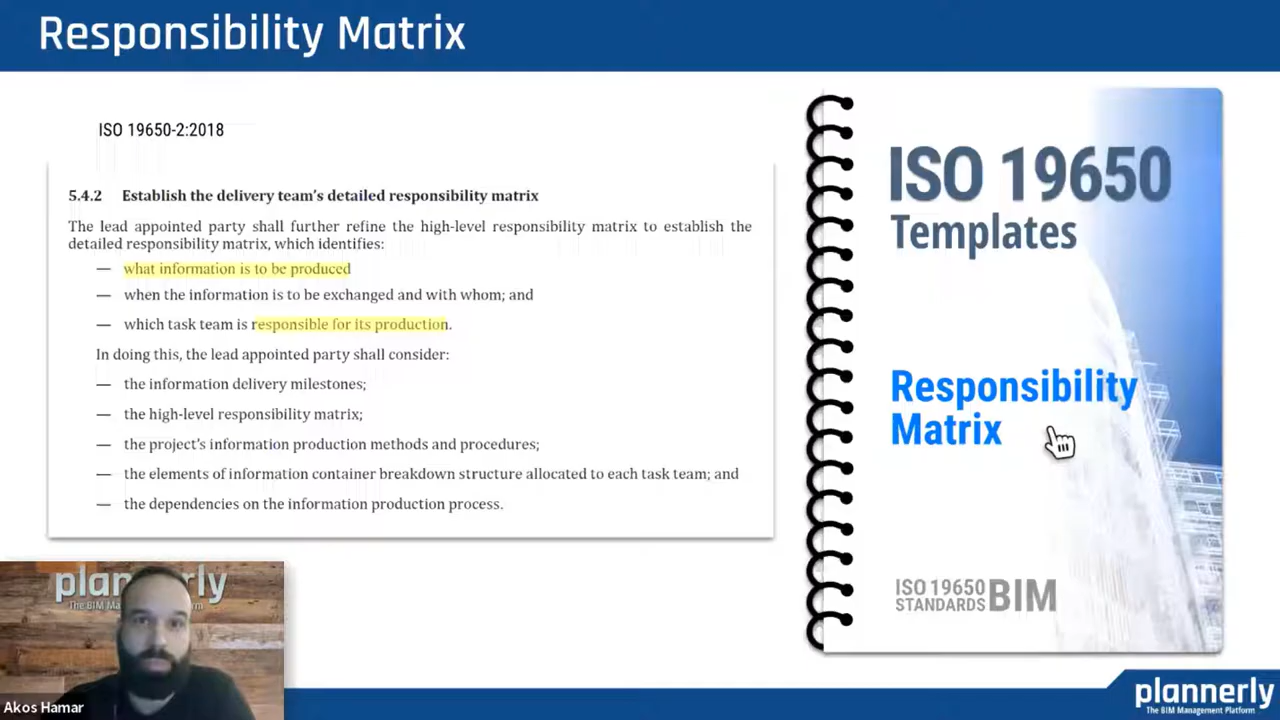 Responsibility Matrix
ISO 19650-2:2018
5.4.2 Establish the delivery team's detailed responsibility matrix
The lead appointed party shall further refine the high-level responsibility matrix to establish the
detailed responsibility matrix, which identifies:
— what information is to be produced
— when the information is to be exchanged and with whom; and
— which task team is responsible for its production.
In doing this, the lead appointed party shall consider:
— the information delivery milestones;
— the high-level responsibility matrix;
— the project's information production methods and procedures;
— the elements of information container breakdown structure allocated to each task team; and
— the dependencies on the information production process.
ISO 19650
Templates
Responsibility
Matrix
ISO 19650
STANDARDS BIM
plannerly
The BIM Ma
Akos Hamar
plannerly
The BIM Management Platform